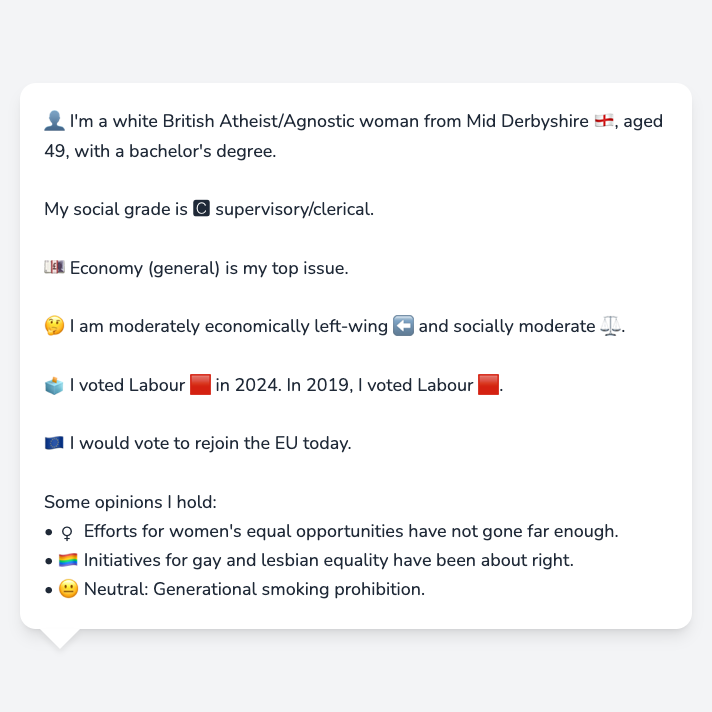 👤 I'm a white British Atheist/Agnostic woman from Mid Derbyshire 🏴󠁧󠁢󠁥󠁮󠁧󠁿, aged
49, with a bachelor's degree.
My social grade is 🅲 supervisory/clerical.
💷 Economy (general) is my top issue.
🤔 I am moderately economically left-wing ⬅️ and socially moderate ⚖️.
🗳️ I voted Labour 🟥 in 2024. In 2019, I voted Labour 🟥.
🇪🇺 I would vote to rejoin the EU today.
Some opinions I hold:
• ♀ Efforts for women's equal opportunities have not gone far enough.
• 🏳️‍🌈 Initiatives for gay and lesbian equality have been about right.
• 😐 Neutral: Generational smoking prohibition.